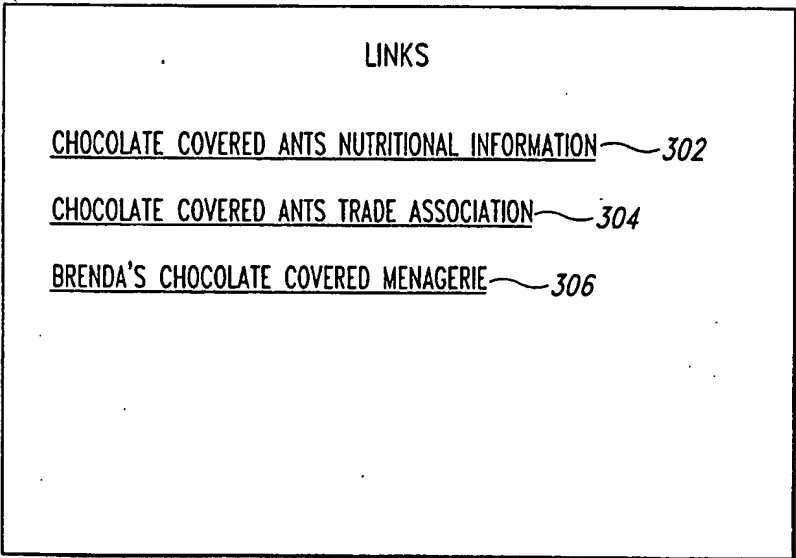 LINKS
CHOCOLATE COVERED ANTS NUTRITIONAL INFORMATION 302
CHOCOLATE COVERED ANTS TRADE ASSOCIATION 304
BRENDA'S CHOCOLATE COVERED MENAGERIE 306